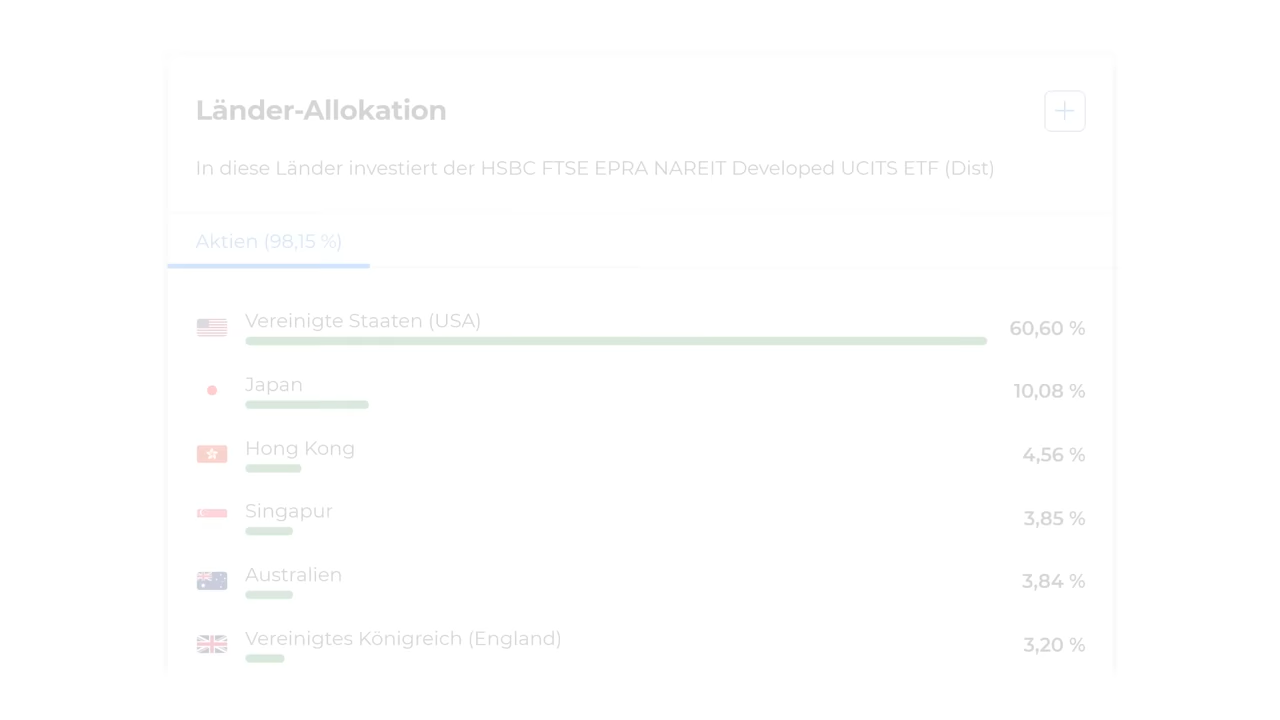 Länder-Allokation
In diese Länder investiert der HSBC FTSE EPRA NAREIT Developed UCITS ETF (Dist)
Aktien (98,15 %)
Vereinigte Staaten (USA) 60,60 %
Japan 10,08 %
Hong Kong 4,56 %
Singapur 3,85 %
Australien 3,84 %
Vereinigtes Königreich (England) 3,20 %